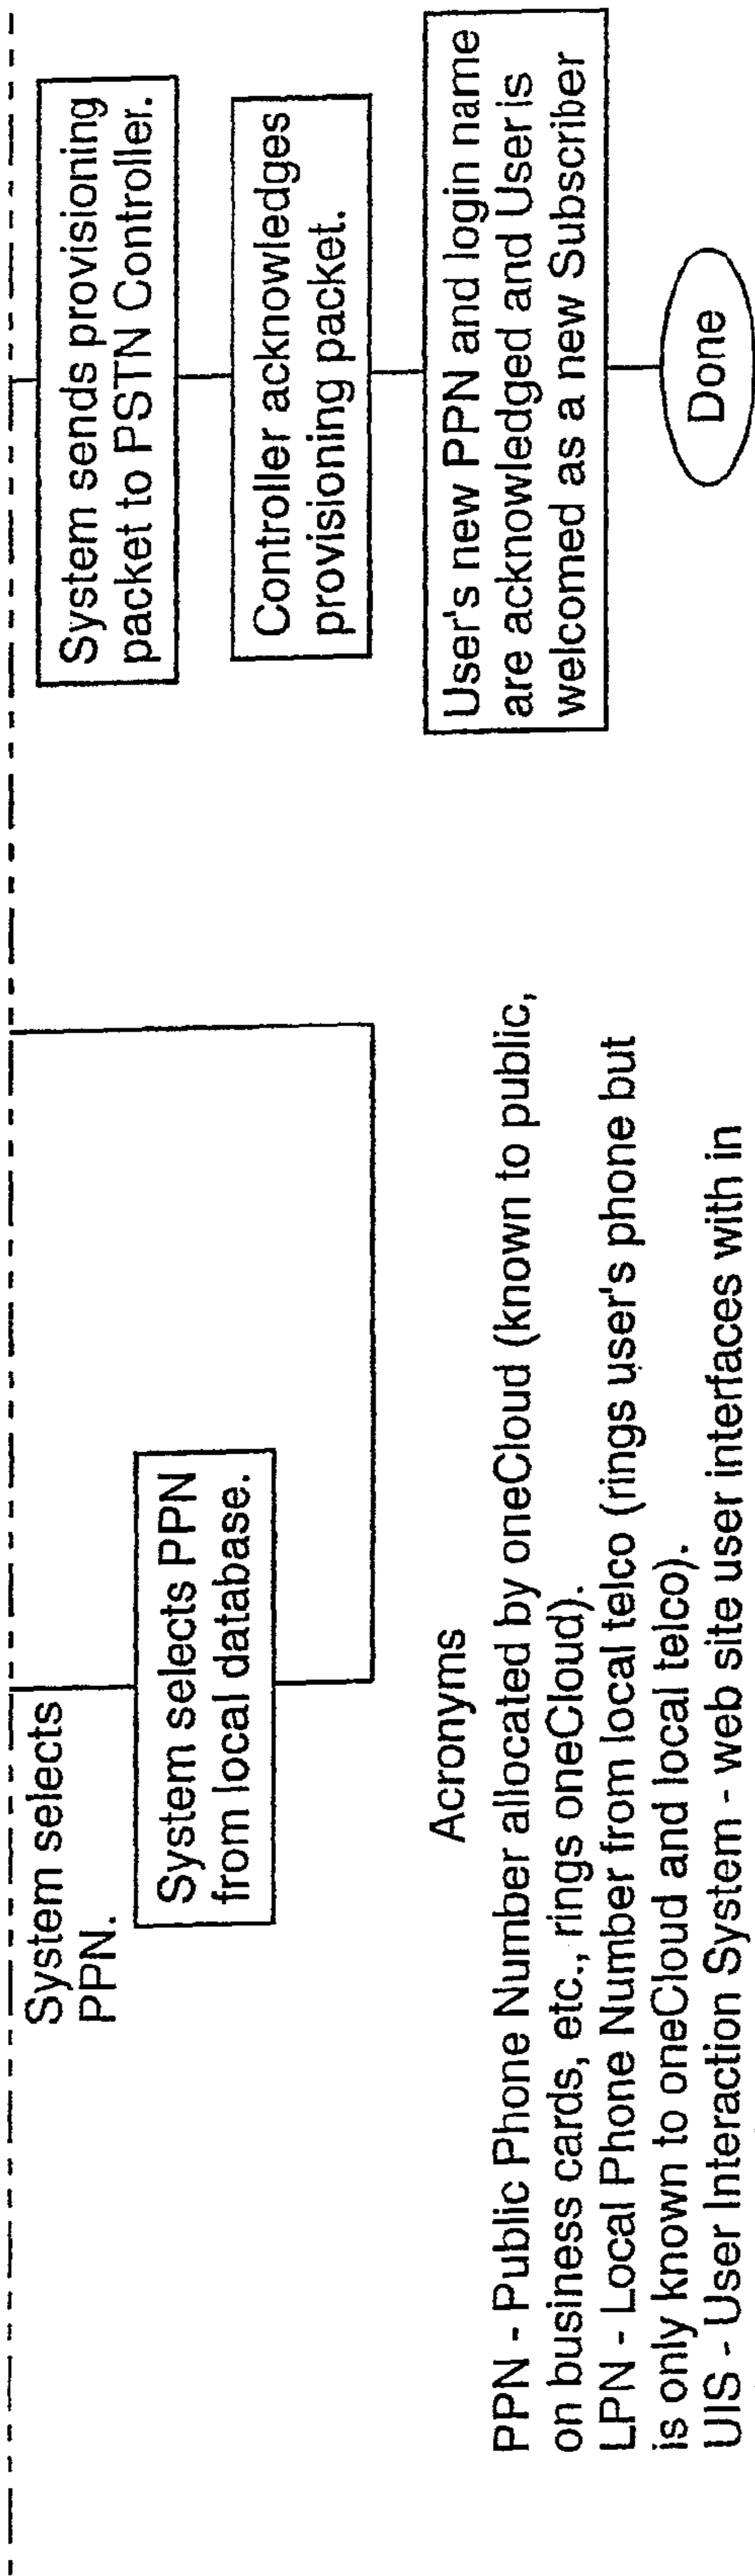 System selects
PPN.
System selects PPN
from local database.
System sends provisioning
packet to PSTN Controller.
Controller acknowledges
provisioning packet.
User's new PPN and login name
are acknowledged and User is
welcomed as a new Subscriber
Done
Acronyms
PPN - Public Phone Number allocated by oneCloud (known to public,
on business cards, etc., rings oneCloud).
LPN - Local Phone Number from local telco (rings user's phone but
is only known to oneCloud and local telco).
UIS - User Interaction System - web site user interfaces with in